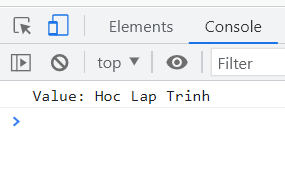 Elements Console
top Filter
Value: Hoc Lap Trinh